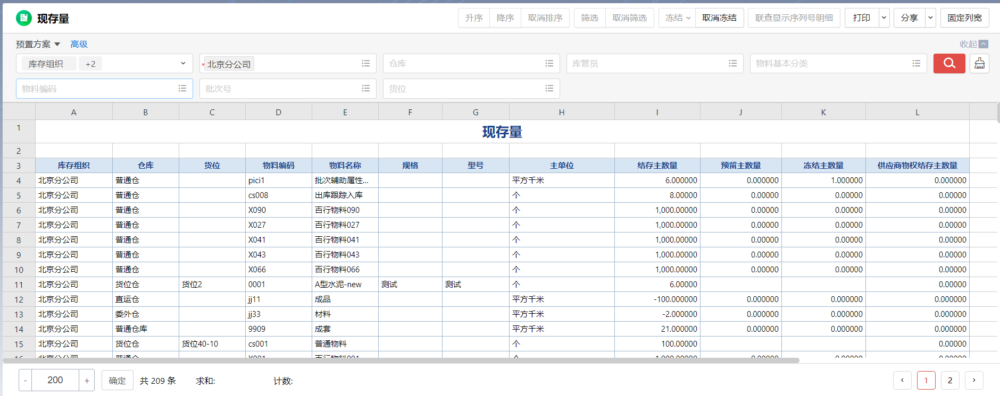 现存量 升序 降序 取消排序 筛选 取消筛选 冻结 取消冻结 联查显示序列号明细 打印 分享 固定列宽
预置方案 高级 收起
库存组织 +2 *北京分公司 仓库 库管员 物料基本分类
物料编码 批次号 货位
A B C D E F G H I J K L
1 现存量
2
3 库存组织 仓库 货位 物料编码 物料名称 规格 型号 主单位 结存主数量 预留主数量 冻结主数量 供应商物权结存主数量
4 北京分公司 普通仓 pici1 批次辅助属性... 平方千米 6.000000 0.000000 1.000000 0.000000
5 北京分公司 普通仓 cs008 出库跟踪入库 个 8.00000 0.00000 0.00000 0.00000
6 北京分公司 普通仓 X090 百行物料090 个 1,000.00000 0.00000 0.00000 0.00000
7 北京分公司 普通仓 X027 百行物料027 个 1,000.00000 0.00000 0.00000 0.00000
8 北京分公司 普通仓 X041 百行物料041 个 1,000.00000 0.00000 0.00000 0.00000
9 北京分公司 普通仓 X043 百行物料043 个 1,000.00000 0.00000 0.00000 0.00000
10 北京分公司 普通仓 X066 百行物料066 个 1,000.00000 0.00000 0.00000 0.00000
11 北京分公司 货位仓 货位2 0001 A型水泥-new 测试 测试 个 6.00000 0.00000
12 北京分公司 直运仓 jj11 成品 平方千米 -100.000000 0.000000 0.000000 0.000000
13 北京分公司 委外仓 jj33 材料 平方千米 -2.000000 0.000000 0.000000 0.000000
14 北京分公司 普通仓库 9909 成套 平方千米 21.000000 0.000000 0.000000 0.000000
15 北京分公司 货位仓 货位40-10 cs001 普通物料 个 100.00000 0.00000
- 200 + 确定 共 209 条 求和: 计数: ‹ 1 2 ›